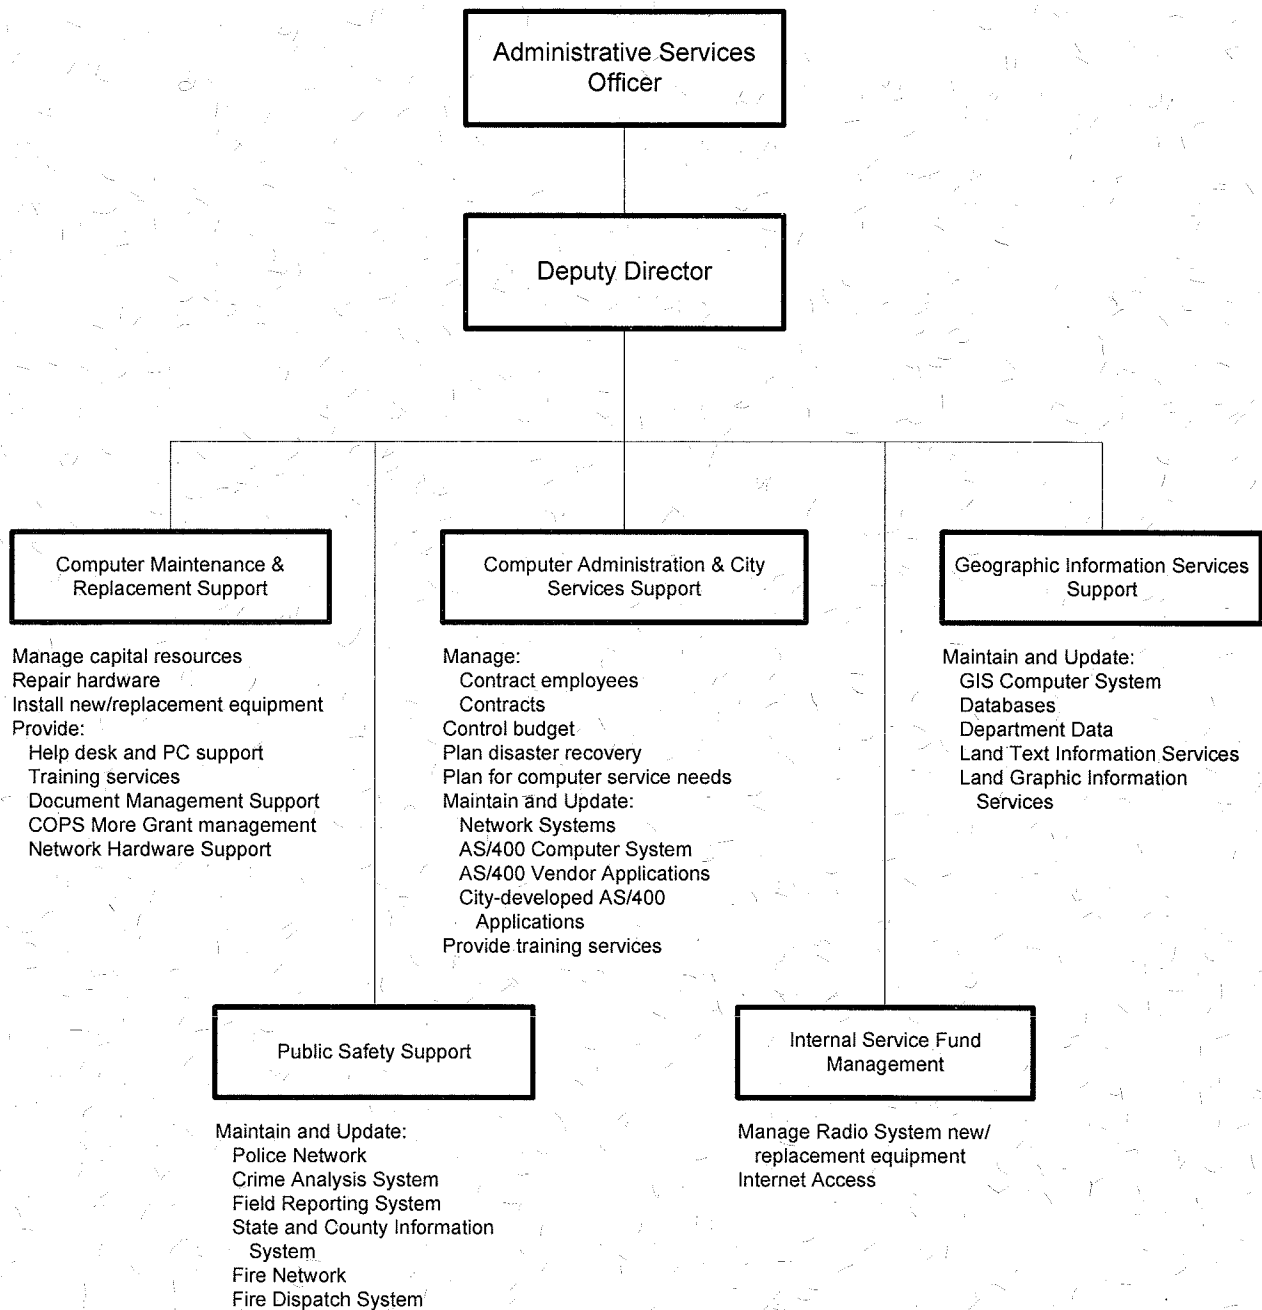 Administrative Services
Officer
Deputy Director
Computer Maintenance &
Replacement Support
Manage capital resources
Repair hardware
Install new/replacement equipment
Provide:
Help desk and PC support
Training services
Document Management Support
COPS More Grant management
Network Hardware Support
Computer Administration & City
Services Support
Manage:
Contract employees
Contracts
Control budget
Plan disaster recovery
Plan for computer service needs
Maintain and Update:
Network Systems
AS/400 Computer System
AS/400 Vendor Applications
City-developed AS/400
Applications
Provide training services
Geographic Information Services
Support
Maintain and Update:
GIS Computer System
Databases
Department Data
Land Text Information Services
Land Graphic Information
Services
Public Safety Support
Maintain and Update:
Police Network
Crime Analysis System
Field Reporting System
State and County Information
System
Fire Network
Fire Dispatch System
Internal Service Fund
Management
Manage Radio System new/
replacement equipment
Internet Access